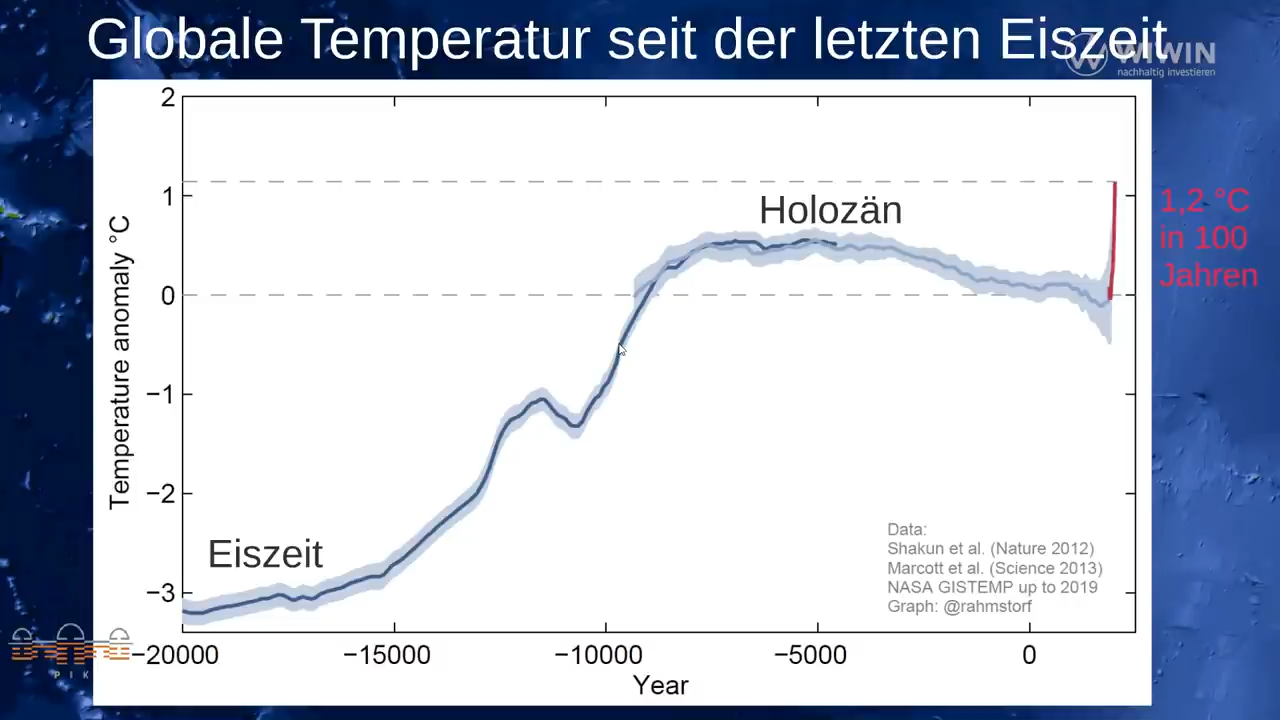 Globale Temperatur seit der letzten Eiszeit
WIWIN
nachhaltig investieren
2
1
0
−1
−2
−3
Temperature anomaly °C
Holozän
Eiszeit
1,2 °C
in 100
Jahren
Data:
Shakun et al. (Nature 2012)
Marcott et al. (Science 2013)
NASA GISTEMP up to 2019
Graph: @rahmstorf
PIK
−20000 −15000 −10000 −5000 0
Year